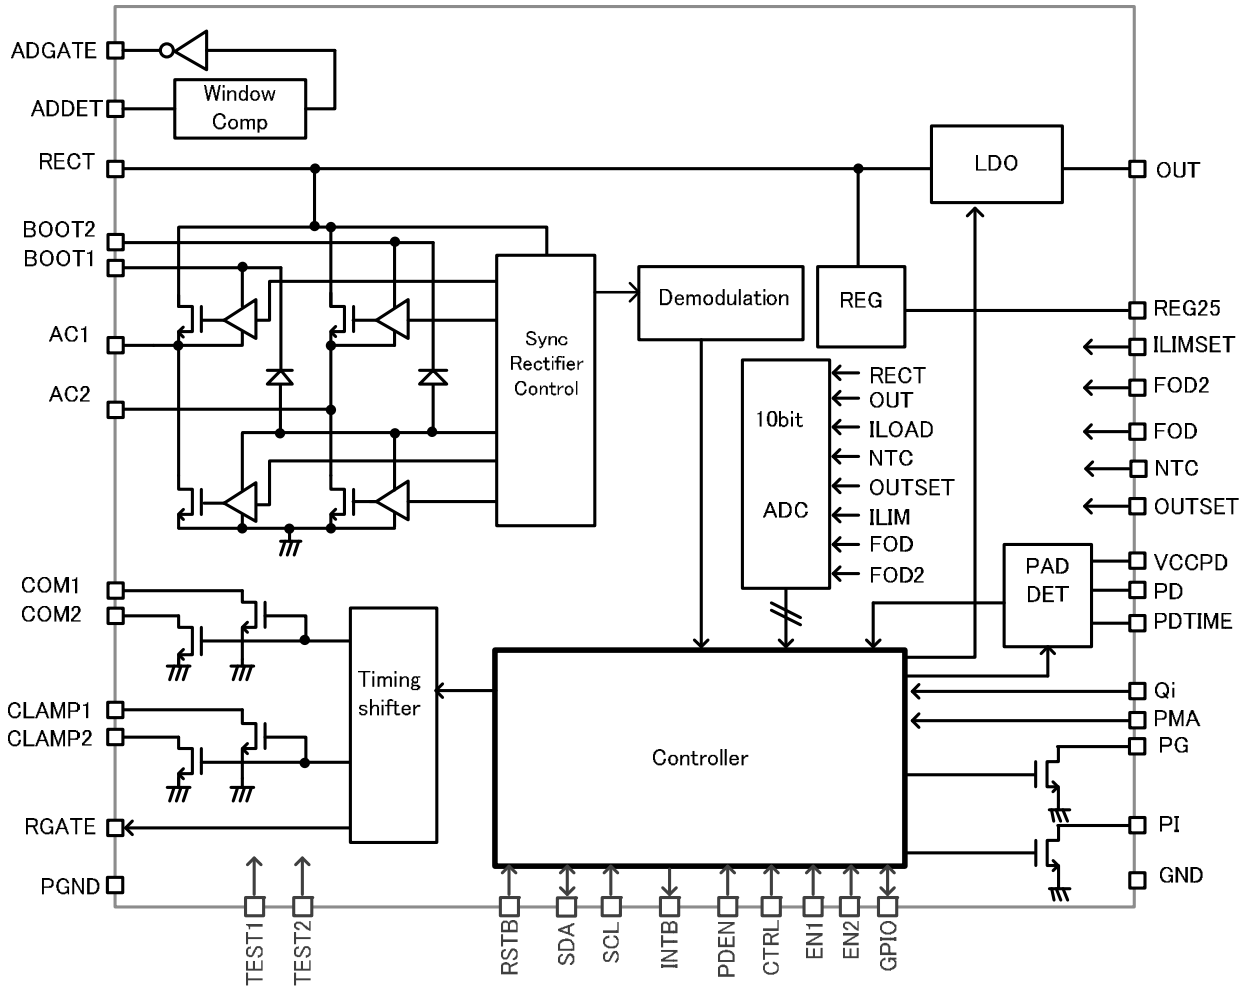 ADGATE
ADDET
RECT
BOOT2
BOOT1
AC1
AC2
COM1
COM2
CLAMP1
CLAMP2
RGATE
PGND
Window
Comp
Sync
Rectifier
Control
Demodulation
REG
LDO
10bit
ADC
RECT
OUT
ILOAD
NTC
OUTSET
ILIM
FOD
FOD2
PAD
DET
Timing
shifter
Controller
OUT
REG25
ILIMSET
FOD2
FOD
NTC
OUTSET
VCCPD
PD
PDTIME
Qi
PMA
PG
PI
GND
TEST1
TEST2
RSTB
SDA
SCL
INTB
PDEN
CTRL
EN1
EN2
GPIO